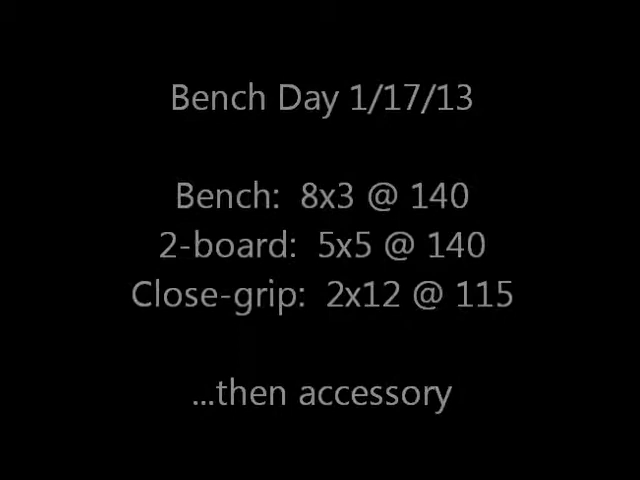 Bench Day 1/17/13
Bench: 8x3 @ 140
2-board: 5x5 @ 140
Close-grip: 2x12 @ 115
...then accessory